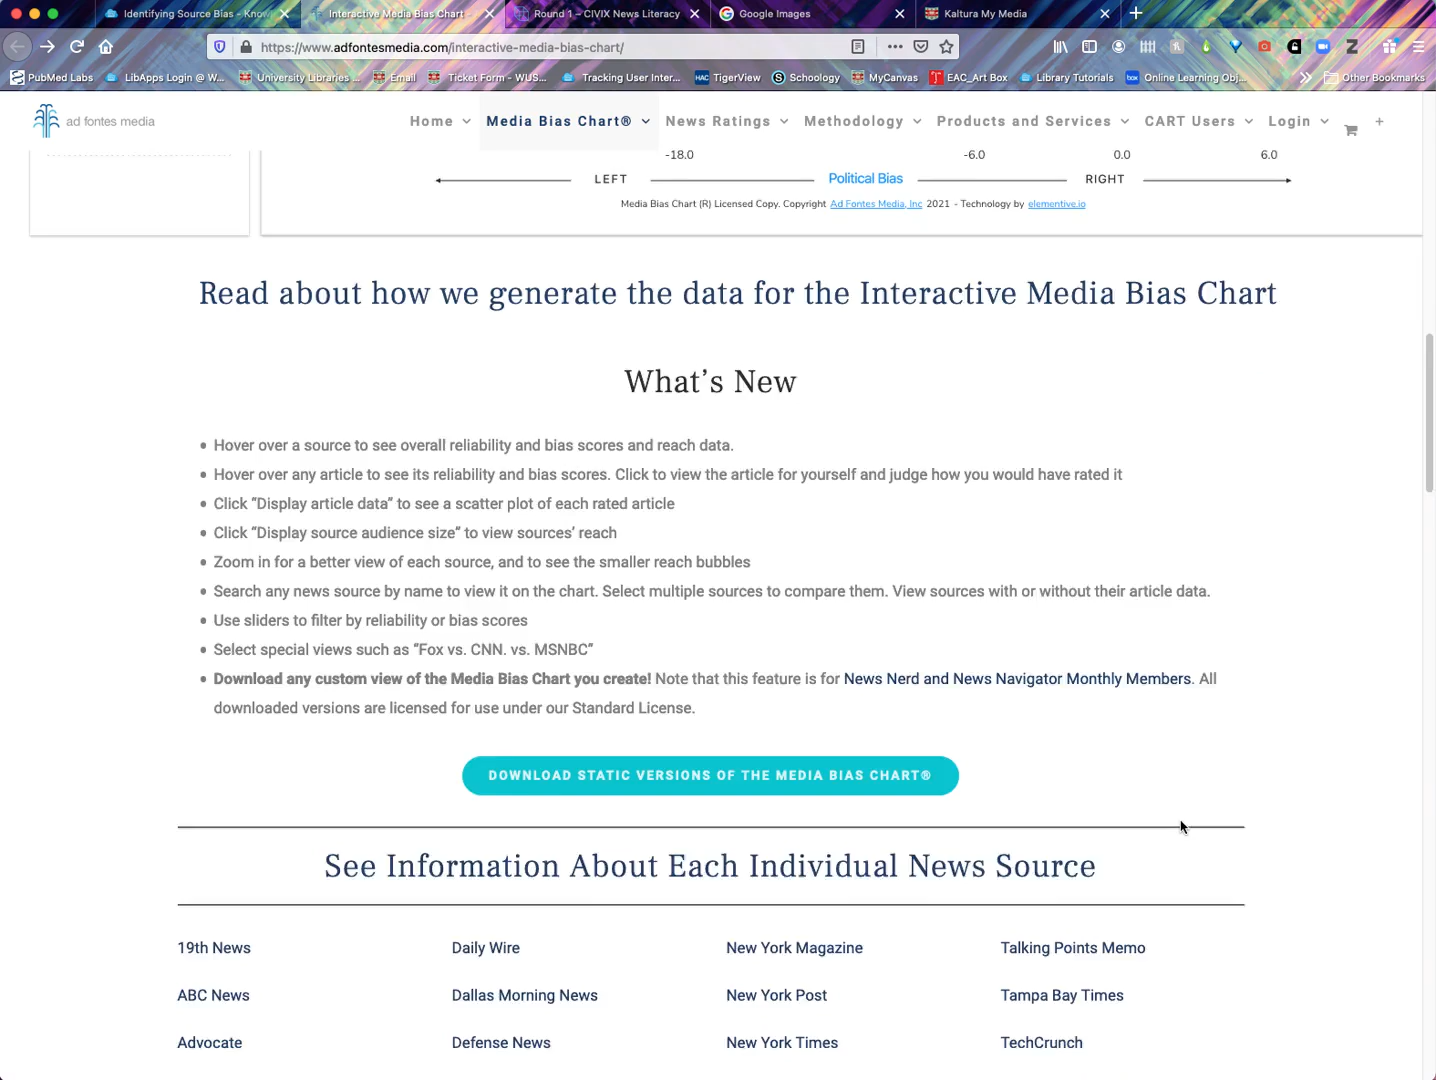 Identifying Source Bias - Know
Interactive Media Bias Chart -
Round 1 – CIVIX News Literacy
Google Images
Kaltura My Media
https://www.adfontesmedia.com/interactive-media-bias-chart/
PubMed Labs
LibApps Login @ W...
University Libraries ...
Email
Ticket Form - WUS...
Tracking User Inter...
HAC TigerView
Schoology
MyCanvas
EAC_Art Box
Library Tutorials
box Online Learning Obj...
Other Bookmarks
ad fontes media
Home
Media Bias Chart®
News Ratings
Methodology
Products and Services
CART Users
Login
+
-18.0 -6.0 0.0 6.0
LEFT Political Bias RIGHT
Media Bias Chart (R) Licensed Copy. Copyright Ad Fontes Media, Inc 2021 - Technology by elementive.io
Read about how we generate the data for the Interactive Media Bias Chart
What's New
• Hover over a source to see overall reliability and bias scores and reach data.
• Hover over any article to see its reliability and bias scores. Click to view the article for yourself and judge how you would have rated it
• Click “Display article data” to see a scatter plot of each rated article
• Click “Display source audience size” to view sources’ reach
• Zoom in for a better view of each source, and to see the smaller reach bubbles
• Search any news source by name to view it on the chart. Select multiple sources to compare them. View sources with or without their article data.
• Use sliders to filter by reliability or bias scores
• Select special views such as “Fox vs. CNN. vs. MSNBC”
• Download any custom view of the Media Bias Chart you create! Note that this feature is for News Nerd and News Navigator Monthly Members. All
downloaded versions are licensed for use under our Standard License.
DOWNLOAD STATIC VERSIONS OF THE MEDIA BIAS CHART®
See Information About Each Individual News Source
19th News Daily Wire New York Magazine Talking Points Memo
ABC News Dallas Morning News New York Post Tampa Bay Times
Advocate Defense News New York Times TechCrunch